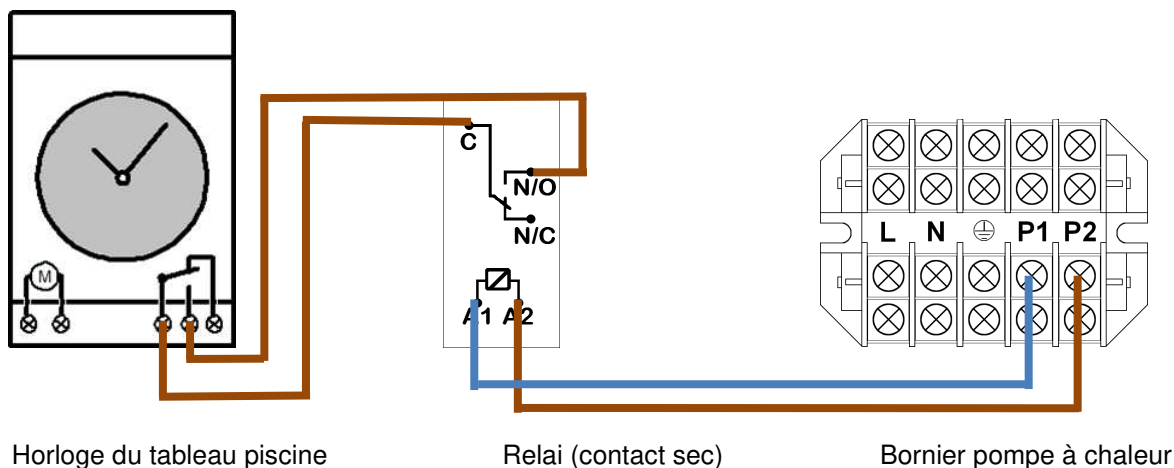 C
N/O
N/C
M
A1 A2
L N P1 P2
Horloge du tableau piscine
Relai (contact sec)
Bornier pompe à chaleur